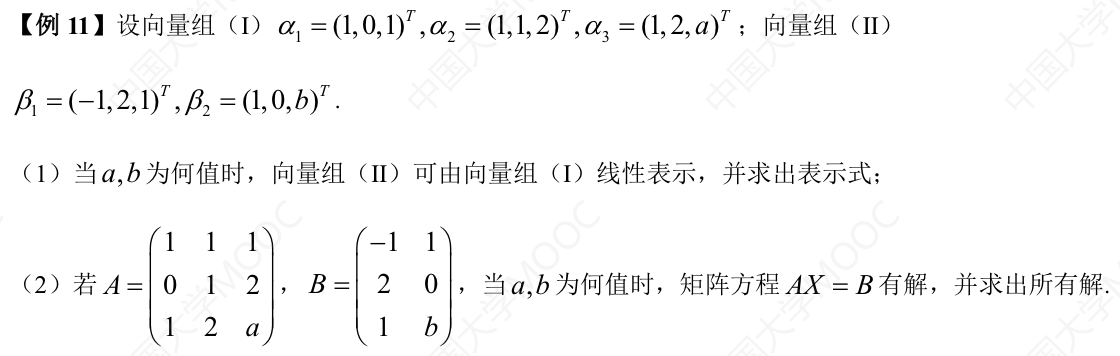 【例 11】设向量组（I）α₁ = (1,0,1)ᵀ, α₂ = (1,1,2)ᵀ, α₃ = (1,2,a)ᵀ；向量组（II）
β₁ = (−1,2,1)ᵀ, β₂ = (1,0,b)ᵀ.
（1）当 a,b 为何值时，向量组（II）可由向量组（I）线性表示，并求出表示式；
（2）若 A = \begin{pmatrix} 1 & 1 & 1 \\ 0 & 1 & 2 \\ 1 & 2 & a \end{pmatrix}，B = \begin{pmatrix} -1 & 1 \\ 2 & 0 \\ 1 & b \end{pmatrix}，当 a,b 为何值时，矩阵方程 AX = B 有解，并求出所有解.
中国大学MOOC